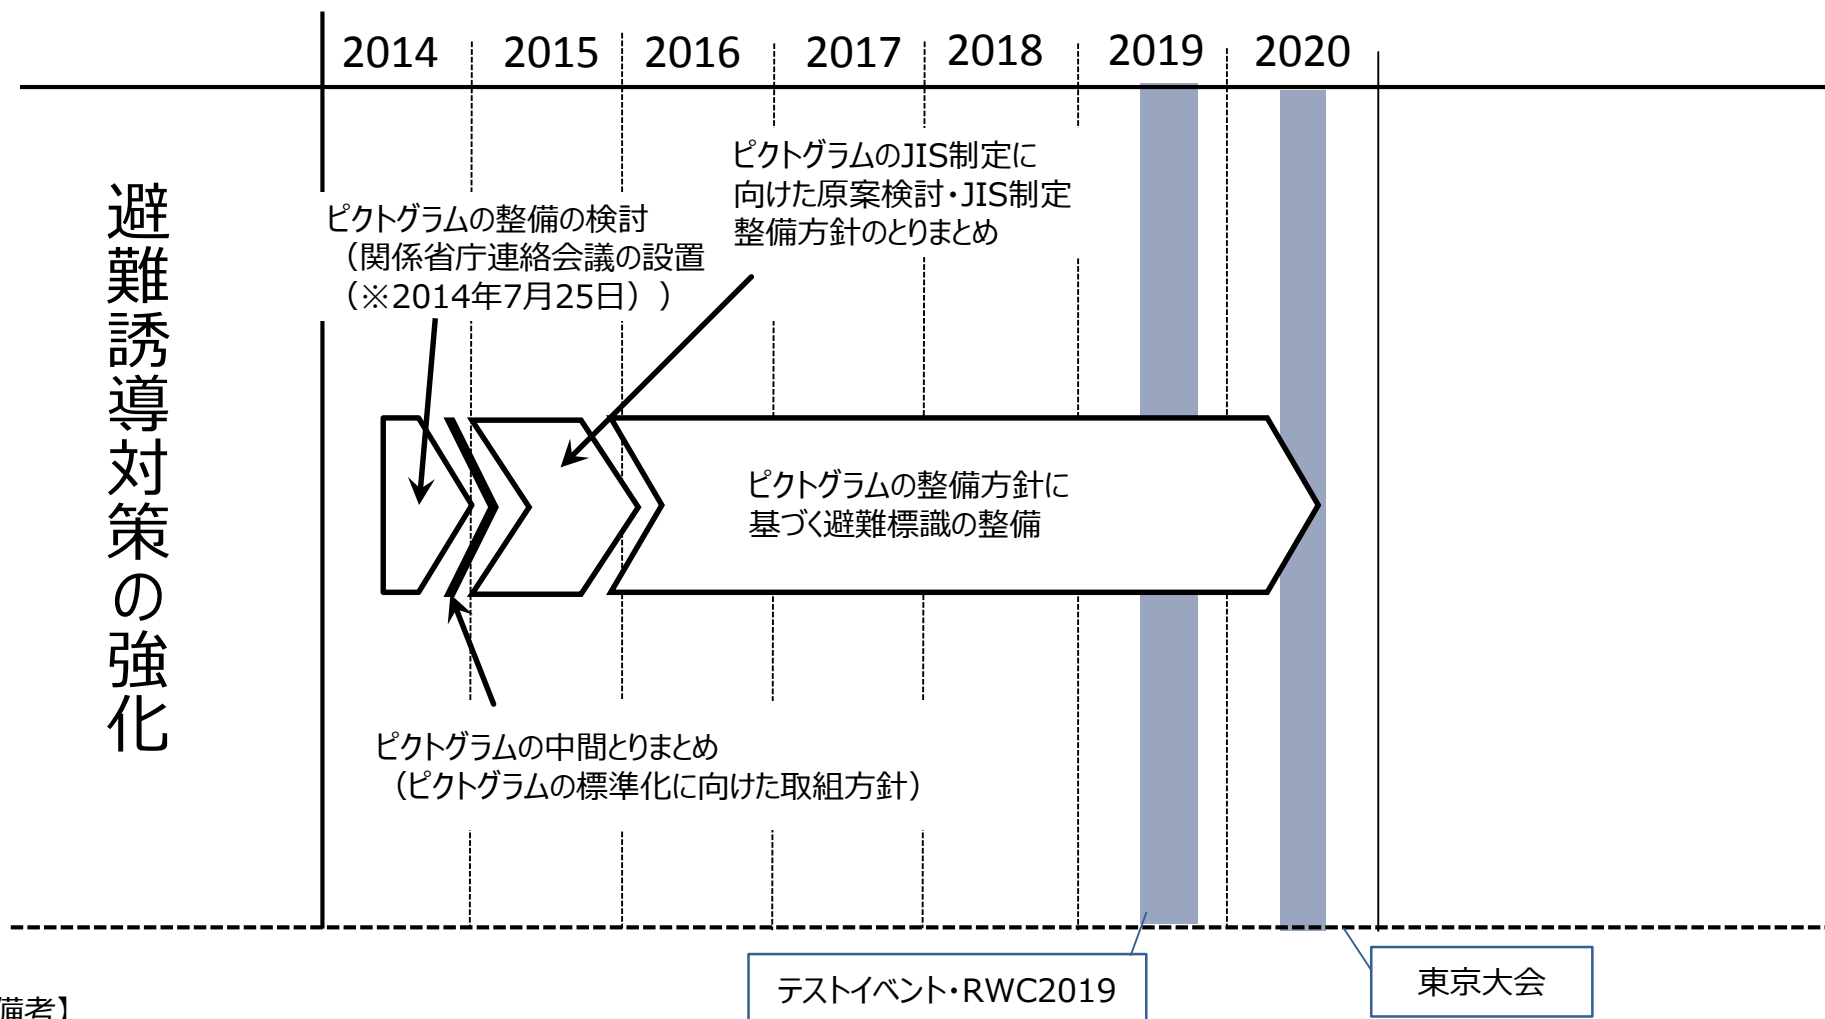 2014 2015 2016 2017 2018 2019 2020
避難誘導対策の強化
ピクトグラムのJIS制定に
向けた原案検討・JIS制定
整備方針のとりまとめ
ピクトグラムの整備の検討
（関係省庁連絡会議の設置
（※2014年7月25日））
ピクトグラムの整備方針に
基づく避難標識の整備
ピクトグラムの中間とりまとめ
（ピクトグラムの標準化に向けた取組方針）
テストイベント・RWC2019
東京大会
備考】